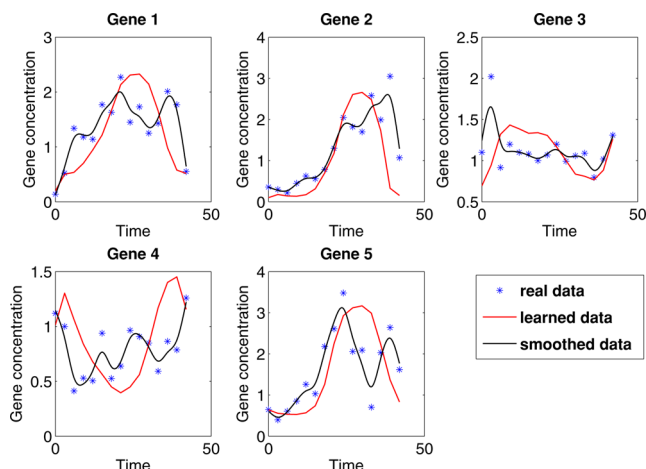 Gene 1
Gene 2
Gene 3
Gene concentration
3
2
1
0
0
50
Time
Gene concentration
4
3
2
1
0
0
50
Time
Gene concentration
2.5
2
1.5
1
0.5
0
50
Time
Gene 4
Gene 5
Gene concentration
1.5
1
0.5
0
0
50
Time
Gene concentration
4
3
2
1
0
0
50
Time
real data
learned data
smoothed data